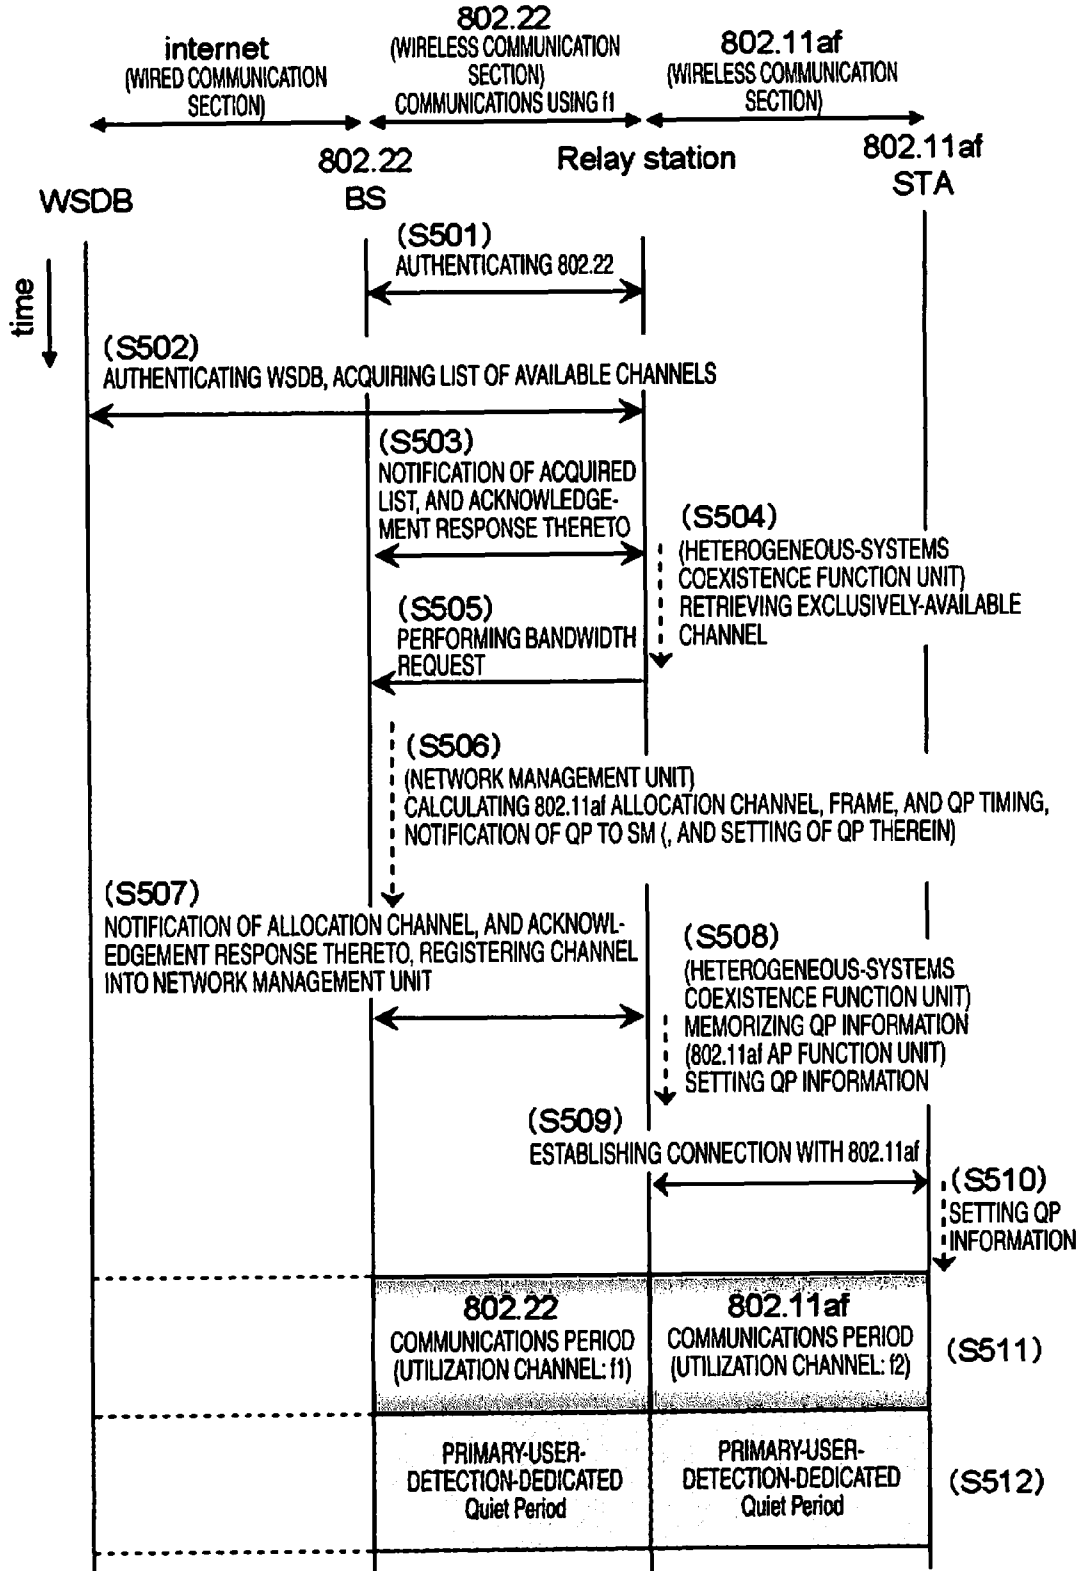 internet
(WIRED COMMUNICATION
SECTION)
802.22
(WIRELESS COMMUNICATION
SECTION)
COMMUNICATIONS USING f1
802.11af
(WIRELESS COMMUNICATION
SECTION)
WSDB
802.22
BS
Relay station
802.11af
STA
time
(S501)
AUTHENTICATING 802.22
(S502)
AUTHENTICATING WSDB, ACQUIRING LIST OF AVAILABLE CHANNELS
(S503)
NOTIFICATION OF ACQUIRED
LIST, AND ACKNOWLEDGE-
MENT RESPONSE THERETO
(S504)
(HETEROGENEOUS-SYSTEMS
COEXISTENCE FUNCTION UNIT)
RETRIEVING EXCLUSIVELY-AVAILABLE
CHANNEL
(S505)
PERFORMING BANDWIDTH
REQUEST
(S506)
(NETWORK MANAGEMENT UNIT)
CALCULATING 802.11af ALLOCATION CHANNEL, FRAME, AND QP TIMING,
NOTIFICATION OF QP TO SM (, AND SETTING OF QP THEREIN)
(S507)
NOTIFICATION OF ALLOCATION CHANNEL, AND ACKNOWL-
EDGEMENT RESPONSE THERETO, REGISTERING CHANNEL
INTO NETWORK MANAGEMENT UNIT
(S508)
(HETEROGENEOUS-SYSTEMS
COEXISTENCE FUNCTION UNIT)
MEMORIZING QP INFORMATION
(802.11af AP FUNCTION UNIT)
SETTING QP INFORMATION
(S509)
ESTABLISHING CONNECTION WITH 802.11af
(S510)
SETTING QP
INFORMATION
802.22
COMMUNICATIONS PERIOD
(UTILIZATION CHANNEL: f1)
802.11af
COMMUNICATIONS PERIOD
(UTILIZATION CHANNEL: f2)
(S511)
PRIMARY-USER-
DETECTION-DEDICATED
Quiet Period
PRIMARY-USER-
DETECTION-DEDICATED
Quiet Period
(S512)